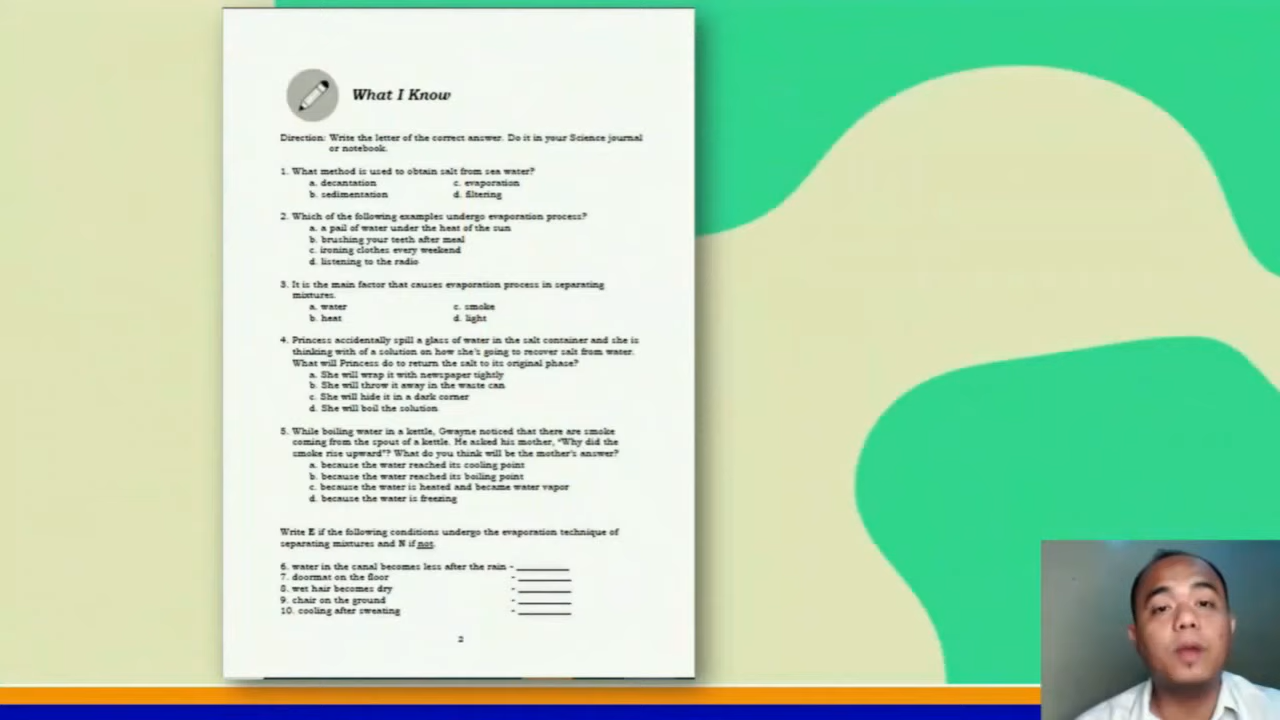 What I Know
Direction: Write the letter of the correct answer. Do it in your Science journal
or notebook.
1. What method is used to obtain salt from sea water?
a. decantation c. evaporation
b. sedimentation d. filtering
2. Which of the following examples undergo evaporation process?
a. a pail of water under the heat of the sun
b. brushing your teeth after meal
c. ironing clothes every weekend
d. listening to the radio
3. It is the main factor that causes evaporation process in separating
mixtures.
a. water c. smoke
b. heat d. light
4. Princess accidentally spill a glass of water in the salt container and she is
thinking with of a solution on how she's going to recover salt from water.
What will Princess do to return the salt to its original phase?
a. She will wrap it with newspaper tightly
b. She will throw it away in the waste can
c. She will hide it in a dark corner
d. She will boil the solution
5. While boiling water in a kettle, Gwayne noticed that there are smoke
coming from the spout of a kettle. He asked his mother, "Why did the
smoke rise upward"? What do you think will be the mother's answer?
a. because the water reached its cooling point
b. because the water reached its boiling point
c. because the water is heated and became water vapor
d. because the water is freezing
Write E if the following conditions undergo the evaporation technique of
separating mixtures and N if not.
6. water in the canal becomes less after the rain - ________
7. doormat on the floor - ________
8. wet hair becomes dry - ________
9. chair on the ground - ________
10. cooling after sweating - ________
2